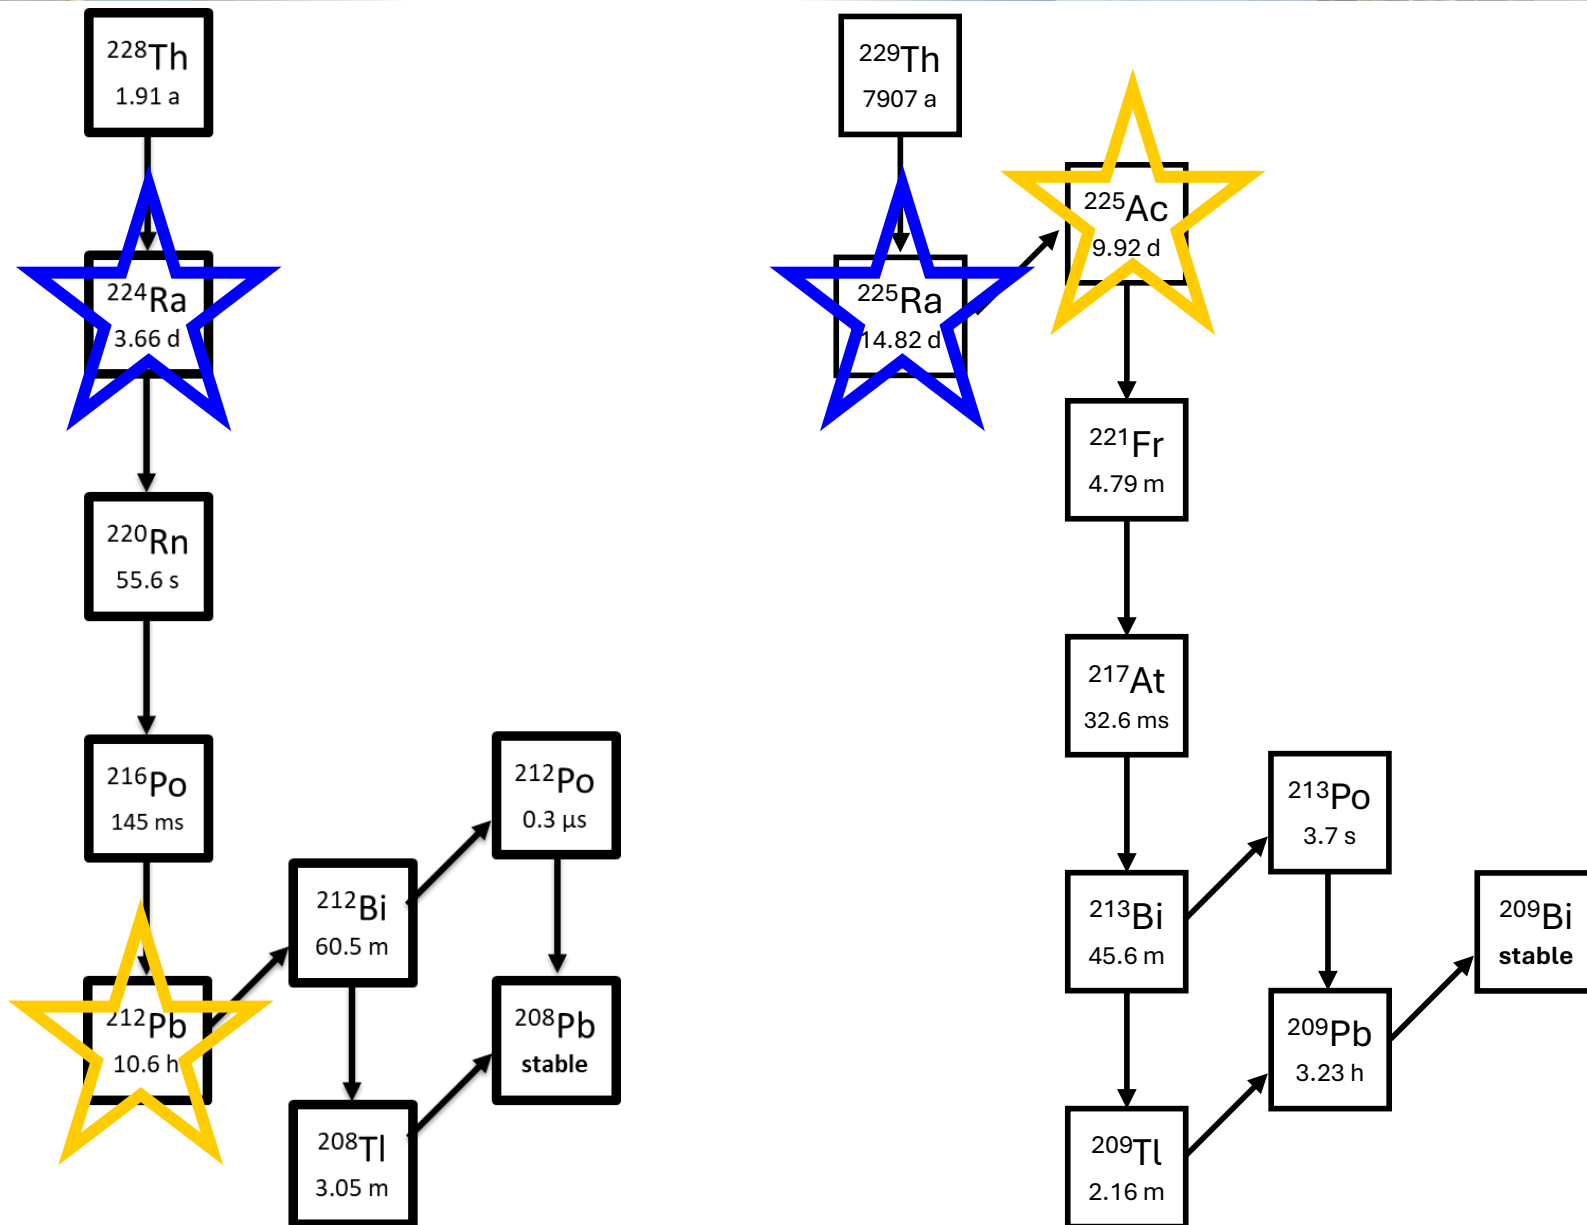 ²²⁸Th
1.91 a
²²⁴Ra
3.66 d
²²⁰Rn
55.6 s
²¹⁶Po
145 ms
²¹²Pb
10.6 h
²¹²Bi
60.5 m
²¹²Po
0.3 µs
²⁰⁸Pb
stable
²⁰⁸Tl
3.05 m
²²⁹Th
7907 a
²²⁵Ra
14.82 d
²²⁵Ac
9.92 d
²²¹Fr
4.79 m
²¹⁷At
32.6 ms
²¹³Bi
45.6 m
²¹³Po
3.7 s
²⁰⁹Pb
3.23 h
²⁰⁹Bi
stable
²⁰⁹Tl
2.16 m